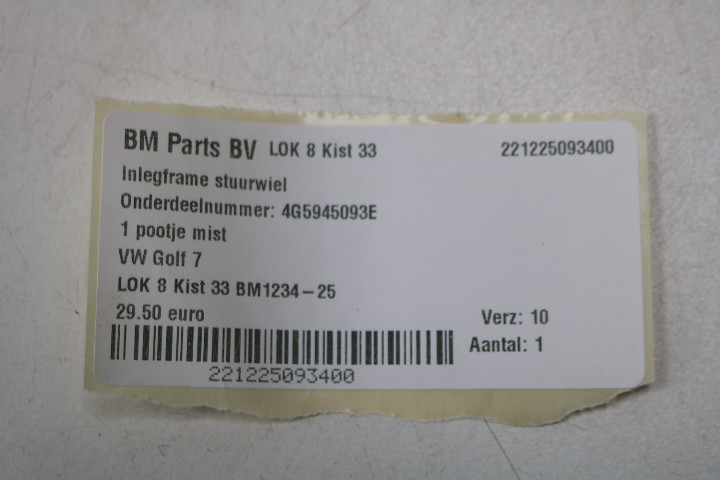 BM Parts BV LOK 8 Kist 33 221225093400
Inlegframe stuurwiel
Onderdeelnummer: 4G5945093E
1 pootje mist
VW Golf 7
LOK 8 Kist 33 BM1234-25
29.50 euro Verz: 10
Aantal: 1
221225093400